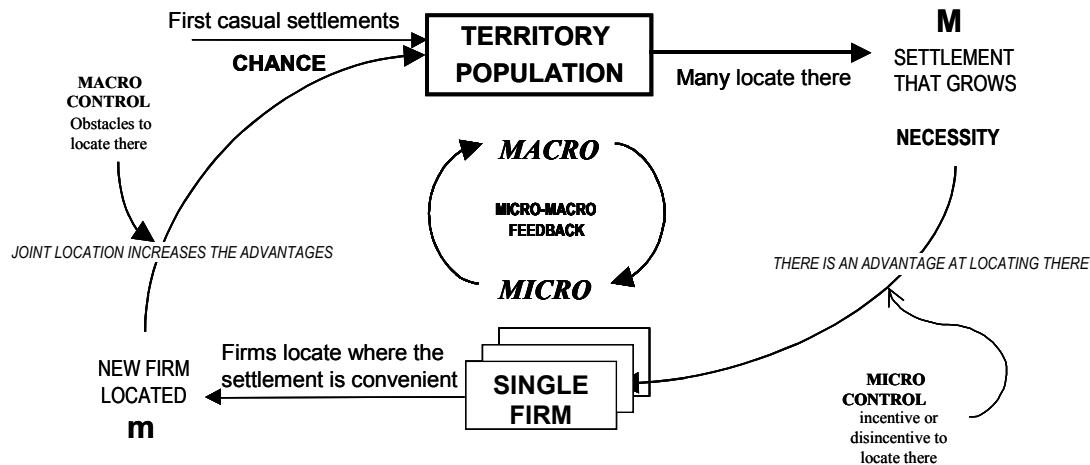 First casual settlements
CHANCE
TERRITORY
POPULATION
Many locate there
M
SETTLEMENT
THAT GROWS
NECESSITY
MACRO
CONTROL
Obstacles to
locate there
MACRO
MICRO-MACRO
FEEDBACK
MICRO
JOINT LOCATION INCREASES THE ADVANTAGES
THERE IS AN ADVANTAGE AT LOCATING THERE
NEW FIRM
LOCATED
m
Firms locate where the
settlement is convenient
SINGLE
FIRM
MICRO
CONTROL
incentive or
disincentive to
locate there